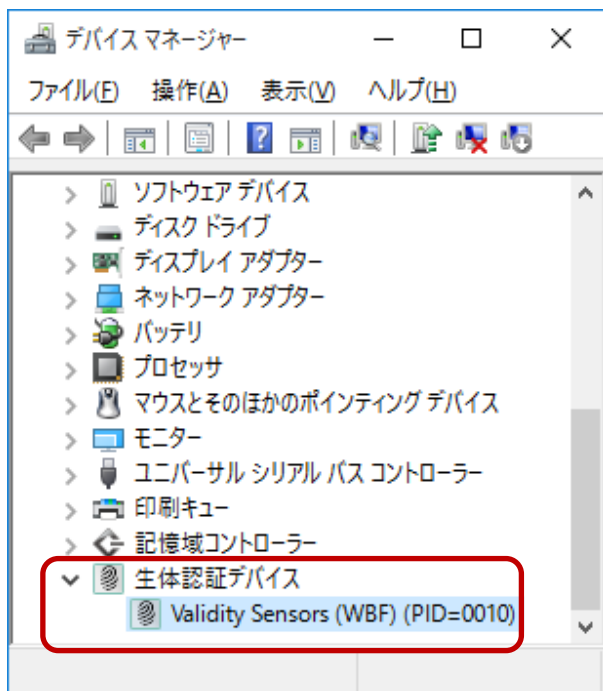 デバイス マネージャー
ファイル(F) 操作(A) 表示(V) ヘルプ(H)
ソフトウェア デバイス
ディスク ドライブ
ディスプレイ アダプター
ネットワーク アダプター
バッテリ
プロセッサ
マウスとそのほかのポインティング デバイス
モニター
ユニバーサル シリアル バス コントローラー
印刷キュー
記憶域コントローラー
生体認証デバイス
Validity Sensors (WBF) (PID=0010)